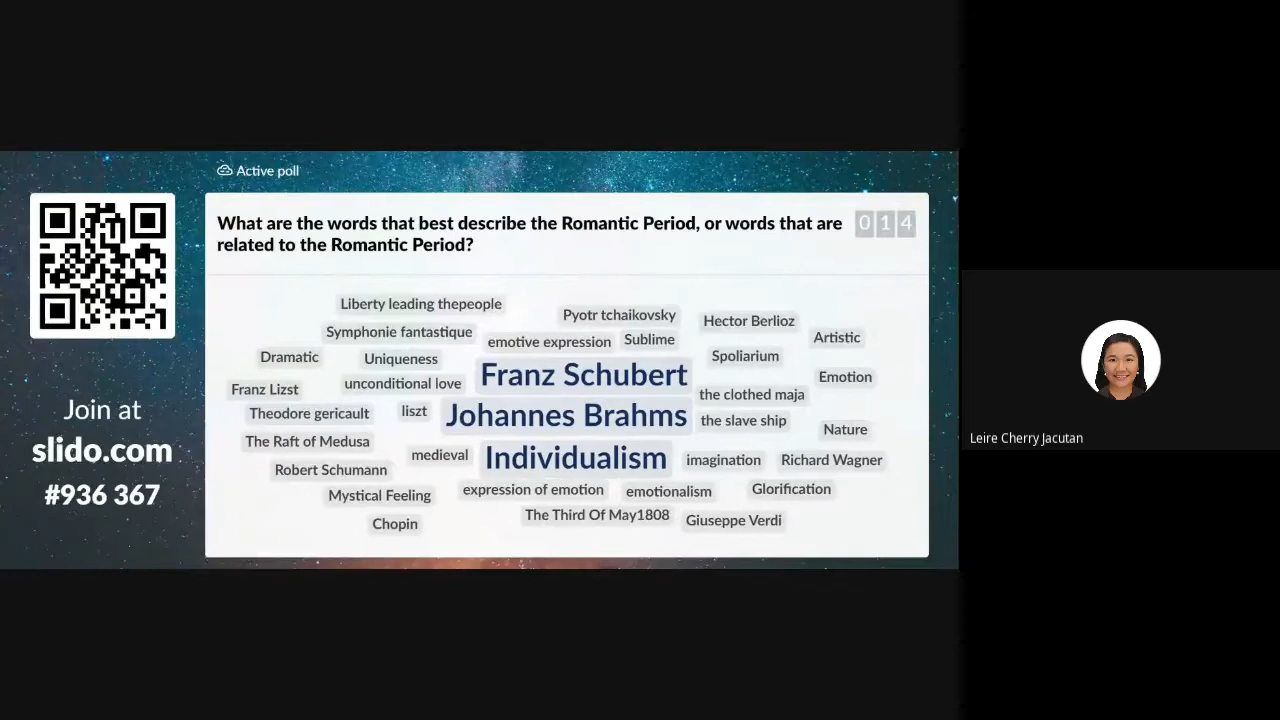 Active poll
What are the words that best describe the Romantic Period, or words that are
related to the Romantic Period?
014
Liberty leading thepeople
Pyotr tchaikovsky
Hector Berlioz
Symphonie fantastique
emotive expression
Sublime
Artistic
Dramatic
Uniqueness
Franz Schubert
Spoliarium
Franz Lizst
unconditional love
the clothed maja
Emotion
Theodore gericault
liszt
Johannes Brahms
the slave ship
Nature
The Raft of Medusa
medieval
Individualism
imagination
Richard Wagner
Robert Schumann
Mystical Feeling
expression of emotion
emotionalism
Glorification
Chopin
The Third Of May1808
Giuseppe Verdi
Join at
slido.com
#936 367
Leire Cherry Jacutan